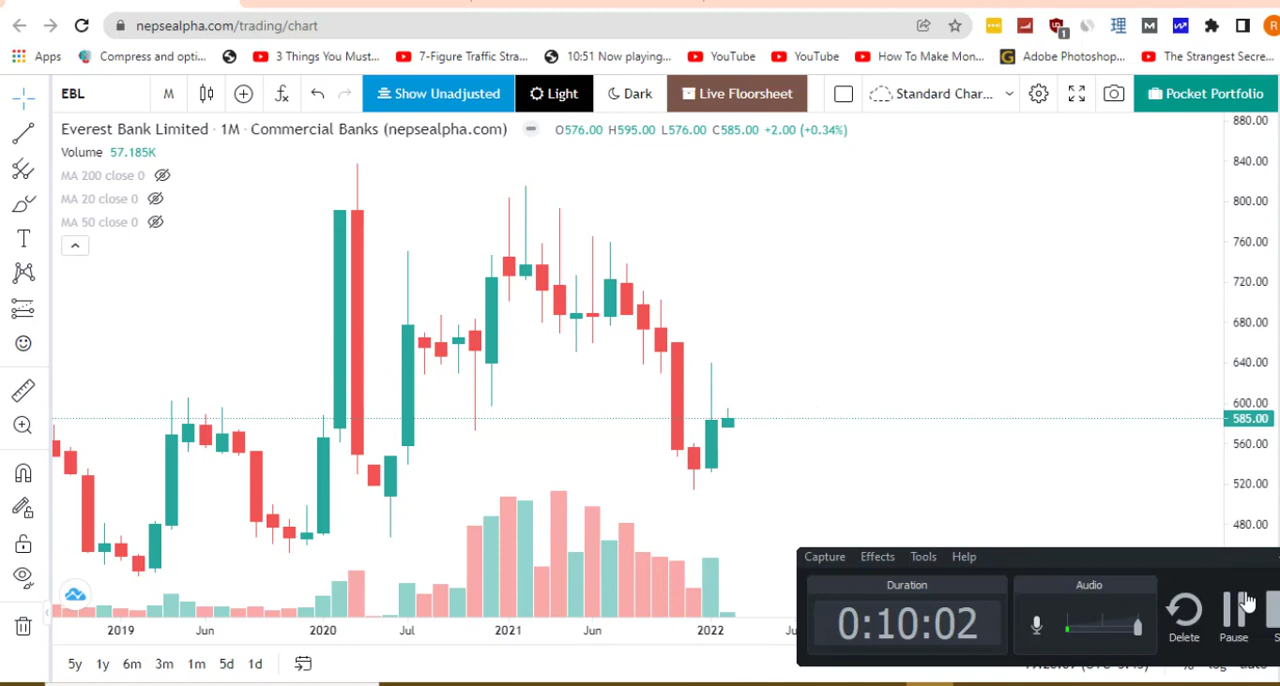 nepsealpha.com/trading/chart
1
理
M
R
Apps
Compress and opti...
3 Things You Must...
7-Figure Traffic Stra...
10:51 Now playing...
YouTube
YouTube
How To Make Mon...
Adobe Photoshop...
The Strangest Secre...
EBL
M
Show Unadjusted
Light
Dark
Live Floorsheet
Standard Char...
Pocket Portfolio
Everest Bank Limited · 1M · Commercial Banks (nepsealpha.com)
O576.00 H595.00 L576.00 C585.00 +2.00 (+0.34%)
Volume 57.185K
MA 200 close 0
MA 20 close 0
MA 50 close 0
880.00
840.00
800.00
760.00
720.00
680.00
640.00
600.00
585.00
560.00
520.00
480.00
Capture Effects Tools Help
Duration
0:10:02
Audio
Delete
Pause
2019 Jun 2020 Jul 2021 Jun 2022
5y 1y 6m 3m 1m 5d 1d